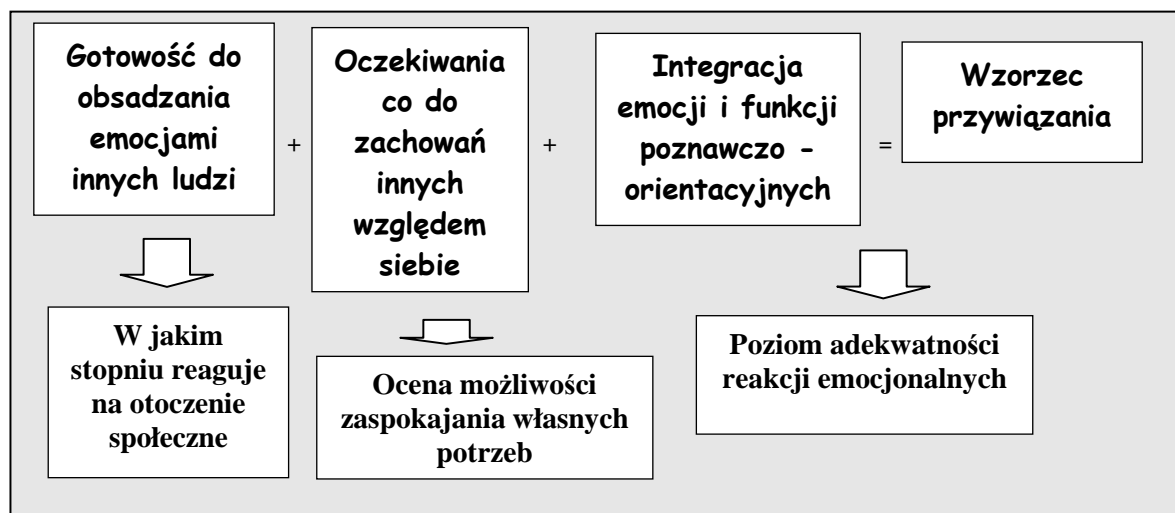 Gotowość do
obsadzania
emocjami
innych ludzi
+
Oczekiwania
co do
zachowań
innych
względem
siebie
+
Integracja
emocji i funkcji
poznawczo -
orientacyjnych
=
Wzorzec
przywiązania
W jakim
stopniu reaguje
na otoczenie
społeczne
Ocena możliwości
zaspokajania własnych
potrzeb
Poziom adekwatności
reakcji emocjonalnych